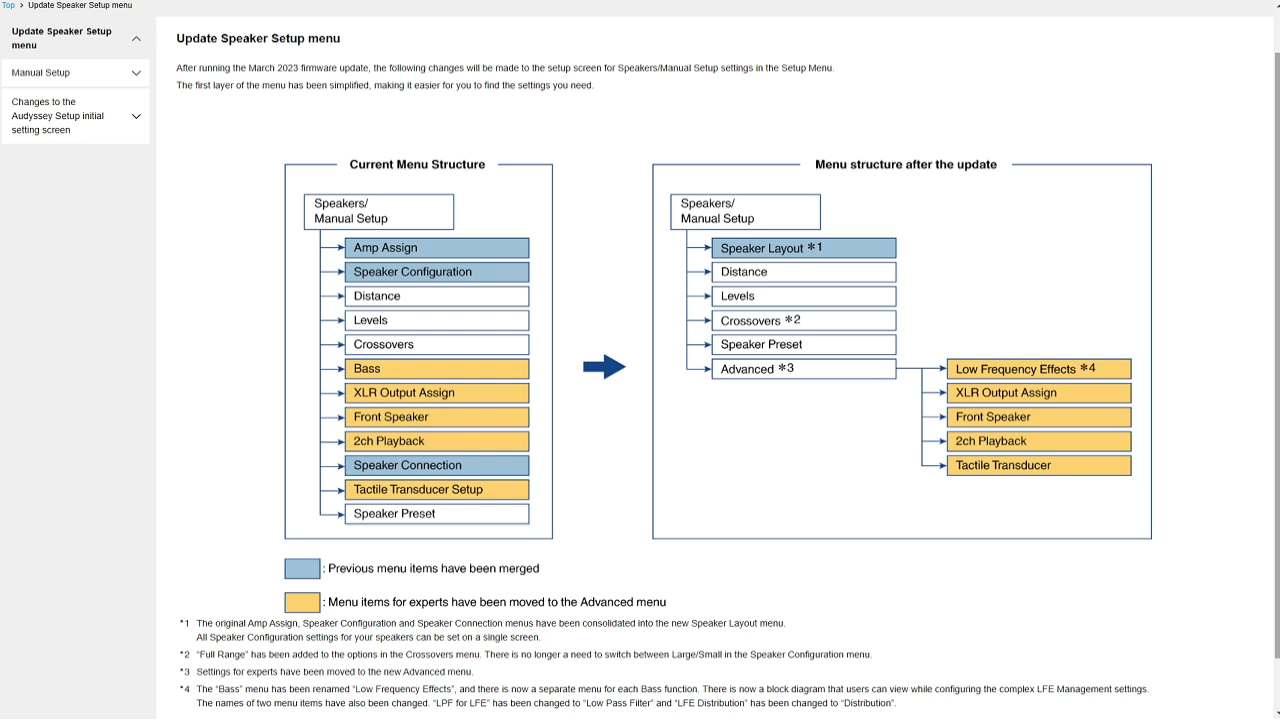 Top > Update Speaker Setup menu
Update Speaker Setup
menu
Manual Setup
Changes to the
Audyssey Setup initial
setting screen
Update Speaker Setup menu
After running the March 2023 firmware update, the following changes will be made to the setup screen for Speakers/Manual Setup settings in the Setup Menu.
The first layer of the menu has been simplified, making it easier for you to find the settings you need.
Current Menu Structure
Speakers/
Manual Setup
Amp Assign
Speaker Configuration
Distance
Levels
Crossovers
Bass
XLR Output Assign
Front Speaker
2ch Playback
Speaker Connection
Tactile Transducer Setup
Speaker Preset
Menu structure after the update
Speakers/
Manual Setup
Speaker Layout *1
Distance
Levels
Crossovers *2
Speaker Preset
Advanced *3
Low Frequency Effects *4
XLR Output Assign
Front Speaker
2ch Playback
Tactile Transducer
: Previous menu items have been merged
: Menu items for experts have been moved to the Advanced menu
*1 The original Amp Assign, Speaker Configuration and Speaker Connection menus have been consolidated into the new Speaker Layout menu.
All Speaker Configuration settings for your speakers can be set on a single screen.
*2 "Full Range" has been added to the options in the Crossovers menu. There is no longer a need to switch between Large/Small in the Speaker Configuration menu.
*3 Settings for experts have been moved to the new Advanced menu.
*4 The "Bass" menu has been renamed "Low Frequency Effects", and there is now a separate menu for each Bass function. There is now a block diagram that users can view while configuring the complex LFE Management settings.
The names of two menu items have also been changed. "LPF for LFE" has been changed to "Low Pass Filter" and "LFE Distribution" has been changed to "Distribution".